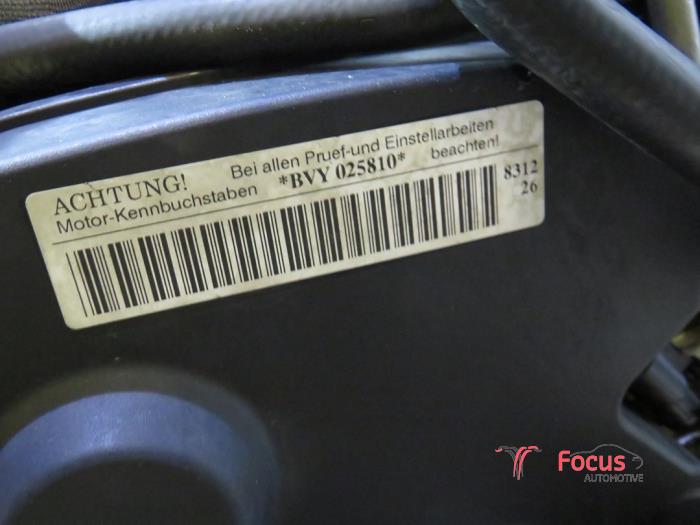 ACHTUNG! Bei allen Pruef-und Einstellarbeiten
Motor-Kennbuchstaben *BVY 025810* beachten!
8312
26
Focus
AUTOMOTIVE